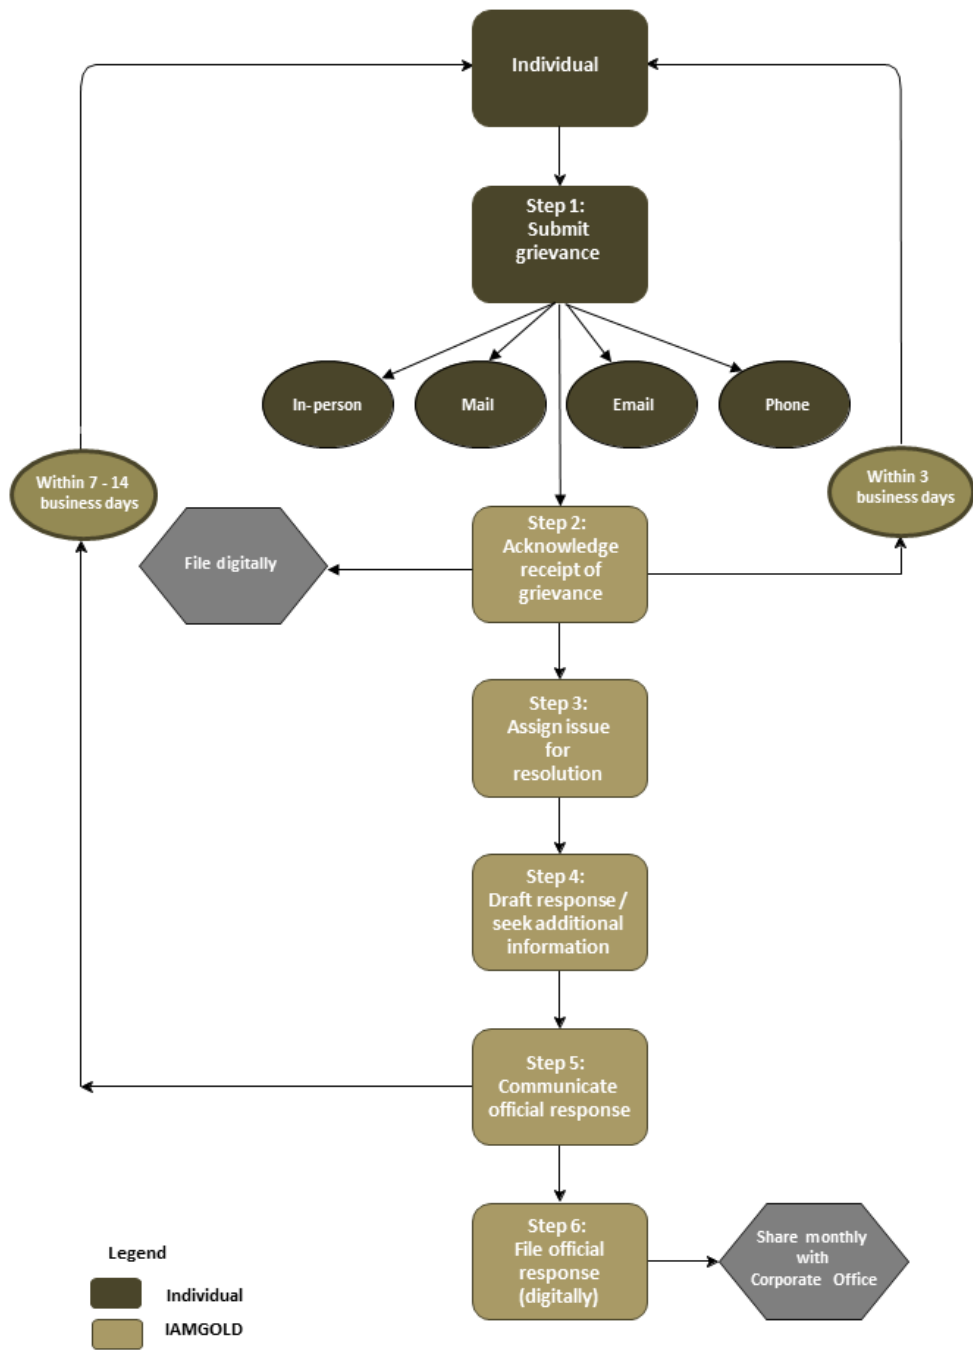 Individual
Step 1:
Submit
grievance
In-person
Mail
Email
Phone
Within 7 - 14
business days
Within 3
business days
File digitally
Step 2:
Acknowledge
receipt of
grievance
Step 3:
Assign issue
for
resolution
Step 4:
Draft response /
seek additional
information
Step 5:
Communicate
official response
Step 6:
File official
response
(digitally)
Share monthly
with
Corporate Office
Legend
Individual
IAMGOLD